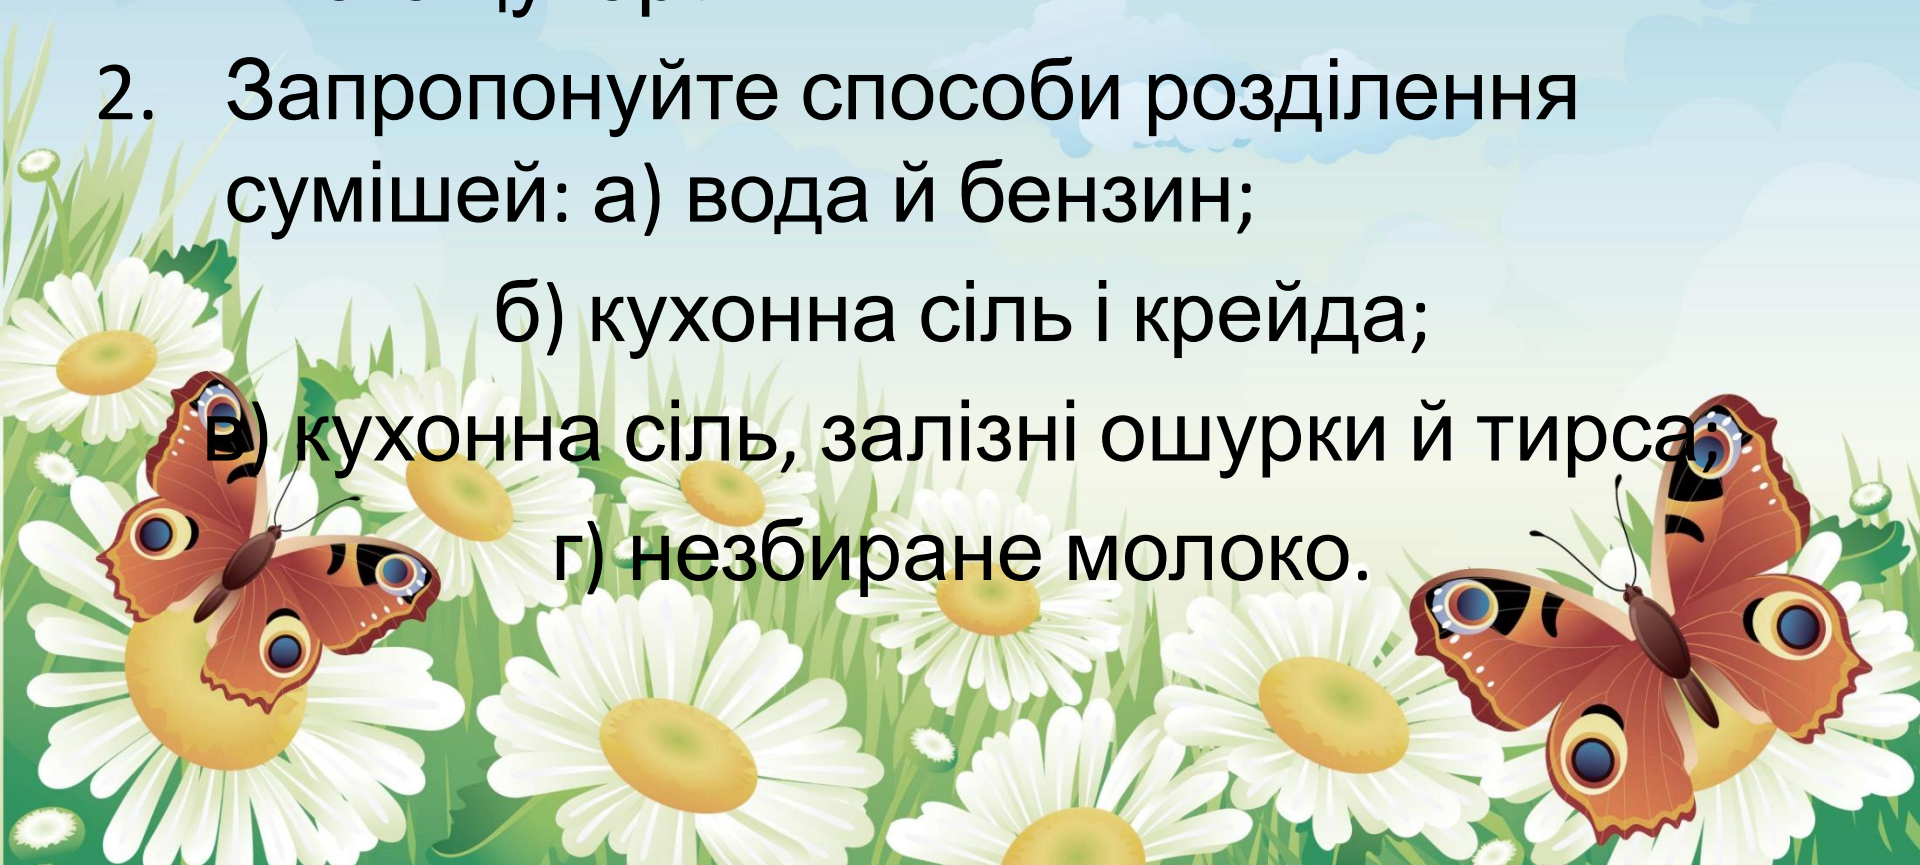 2. Запропонуйте способи розділення
сумішей: а) вода й бензин;
б) кухонна сіль і крейда;
в) кухонна сіль, залізні ошурки й тирса;
г) незбиране молоко.